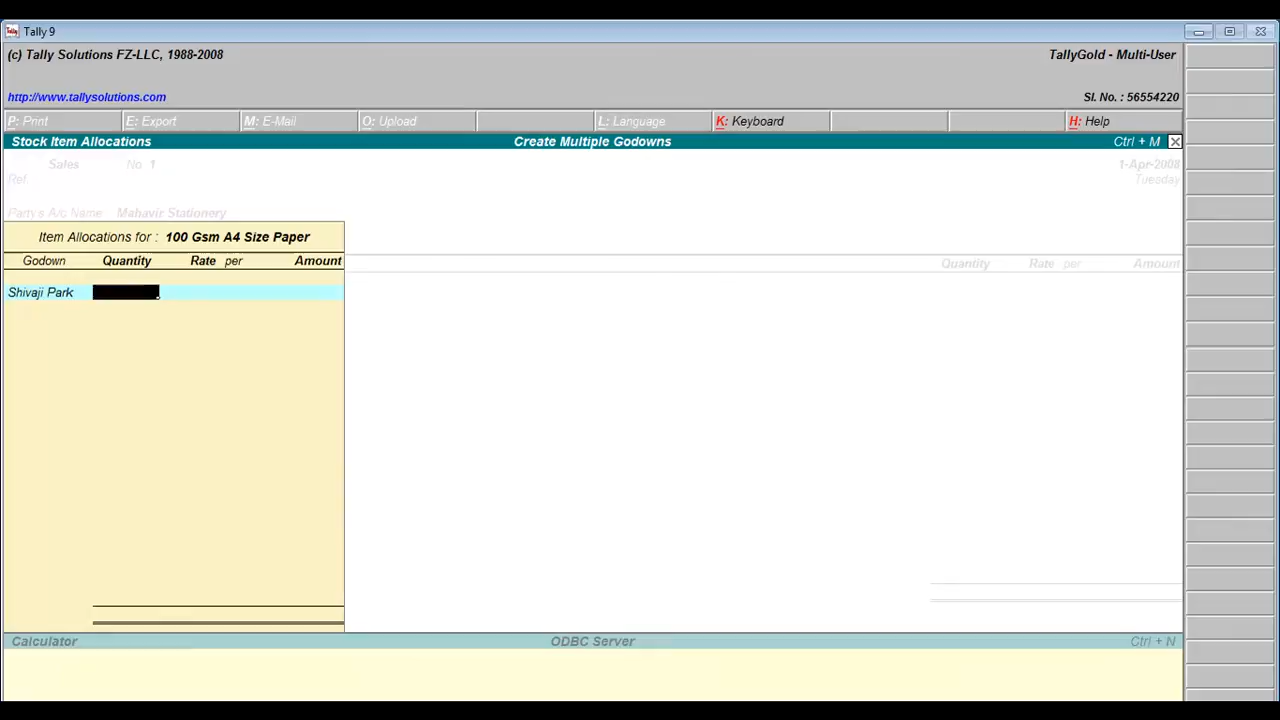 Tally 9
(c) Tally Solutions FZ-LLC, 1988-2008 TallyGold - Multi-User
http://www.tallysolutions.com Sl. No. : 56554220
P: Print E: Export M: E-Mail O: Upload L: Language K: Keyboard H: Help
Stock Item Allocations Create Multiple Godowns Ctrl + M
Sales No. 1 1-Apr-2008
Ref. Tuesday
Party's A/c Name Mahavir Stationery
Item Allocations for : 100 Gsm A4 Size Paper
Godown Quantity Rate per Amount Quantity Rate per Amount
Shivaji Park
Calculator ODBC Server Ctrl + N